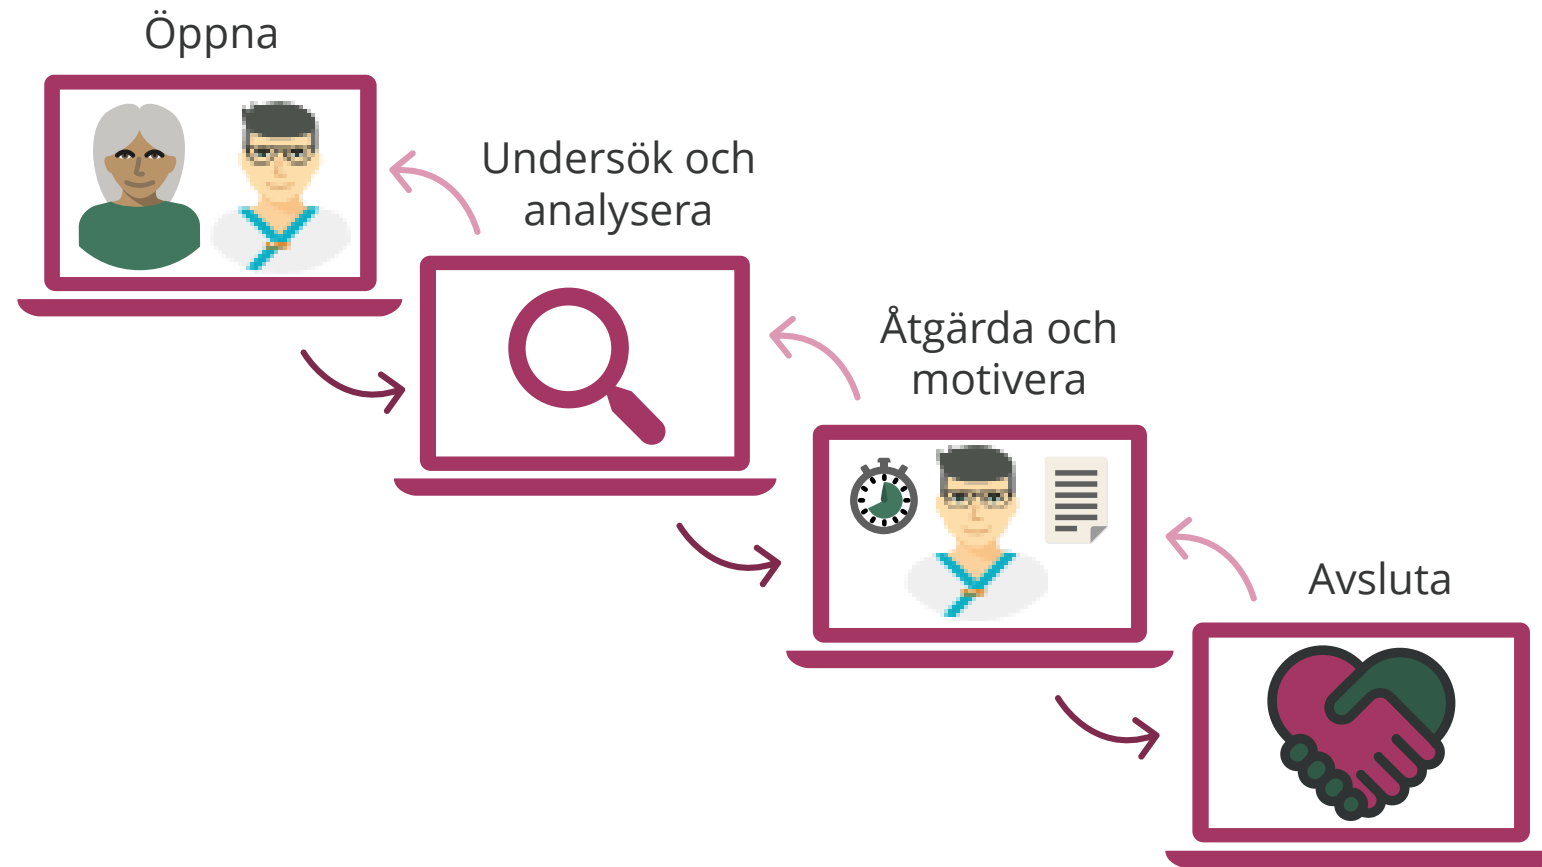 Öppna
Undersök och
analysera
Åtgärda och
motivera
Avsluta